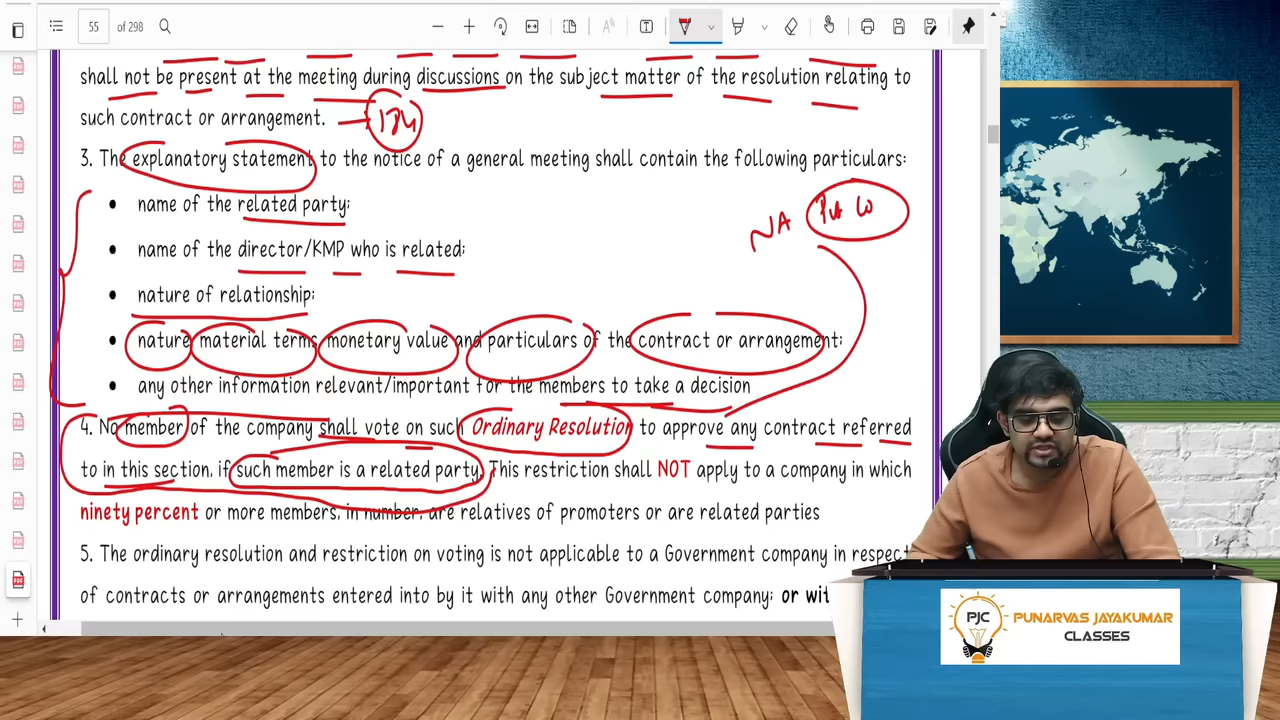 55 of 298
shall not be present at the meeting during discussions on the subject matter of the resolution relating to
such contract or arrangement.
184
3. The explanatory statement to the notice of a general meeting shall contain the following particulars:
• name of the related party;
• name of the director/KMP who is related;
NA Pvt Co
• nature of relationship;
• nature material terms, monetary value and particulars of the contract or arrangement;
• any other information relevant/important for the members to take a decision
4. No member of the company shall vote on such Ordinary Resolution to approve any contract referred
to in this section, if such member is a related party. This restriction shall NOT apply to a company in which
ninety percent or more members, in number, are relatives of promoters or are related parties
5. The ordinary resolution and restriction on voting is not applicable to a Government company in respect
of contracts or arrangements entered into by it with any other Government company; or wit
PJC
PUNARVAS JAYAKUMAR
CLASSES